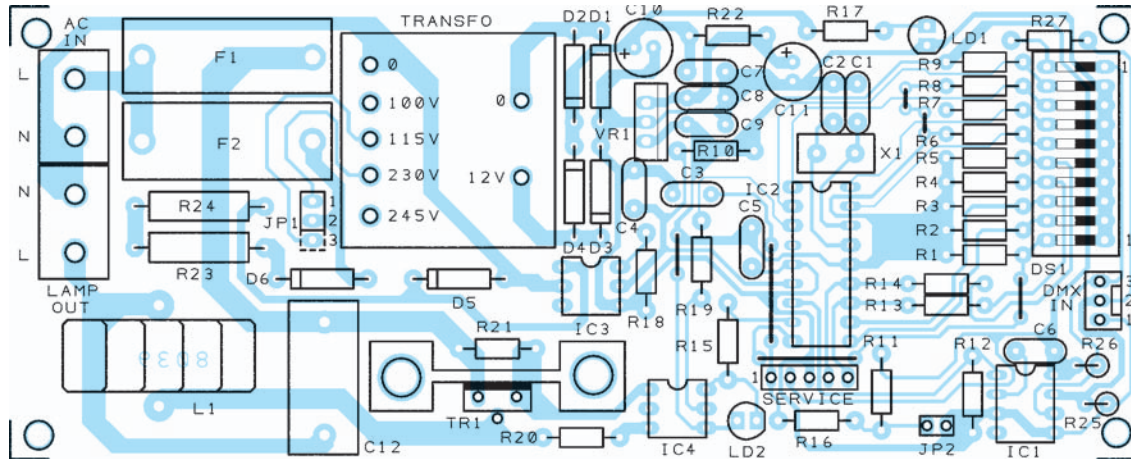 AC
IN
L
N
N
L
LAMP
OUT
F1
F2
R24
R23
JP1
1
2
3
D6
TRANSFO
0
100V
115V
230V
245V
0
12V
D5
D2 D1
D4 D3
C10
VR1
R22
C7
C8
C9
R10
C3
C4
C11
R17
C2 C1
X1
IC2
C5
LD1
R27
R9
R8
R7
R6
R5
R4
R3
R2
R1
1
1
DS1
R14
R13
DMX
IN
3
2
1
IC3
R18
R19
R15
8039
L1
C12
R21
TR1
R20
IC4
LD2
1
SERVICE
R16
R11
R12
JP2
C6
R26
R25
IC1